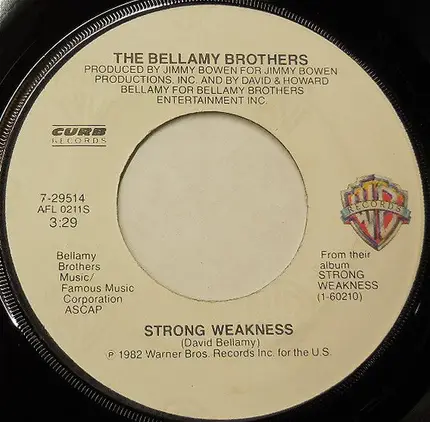 THE BELLAMY BROTHERS
PRODUCED BY JIMMY BOWEN FOR JIMMY BOWEN
PRODUCTIONS, INC. AND BY DAVID & HOWARD
BELLAMY FOR BELLAMY BROTHERS
ENTERTAINMENT INC.
CURB
RECORDS
7-29514
AFL 0211S
3:29
WB
RECORDS
Bellamy
Brothers
Music/
Famous Music
Corporation
ASCAP
From their
album
STRONG
WEAKNESS
(1-60210)
STRONG WEAKNESS
(David Bellamy)
℗ 1982 Warner Bros. Records Inc. for the U.S.